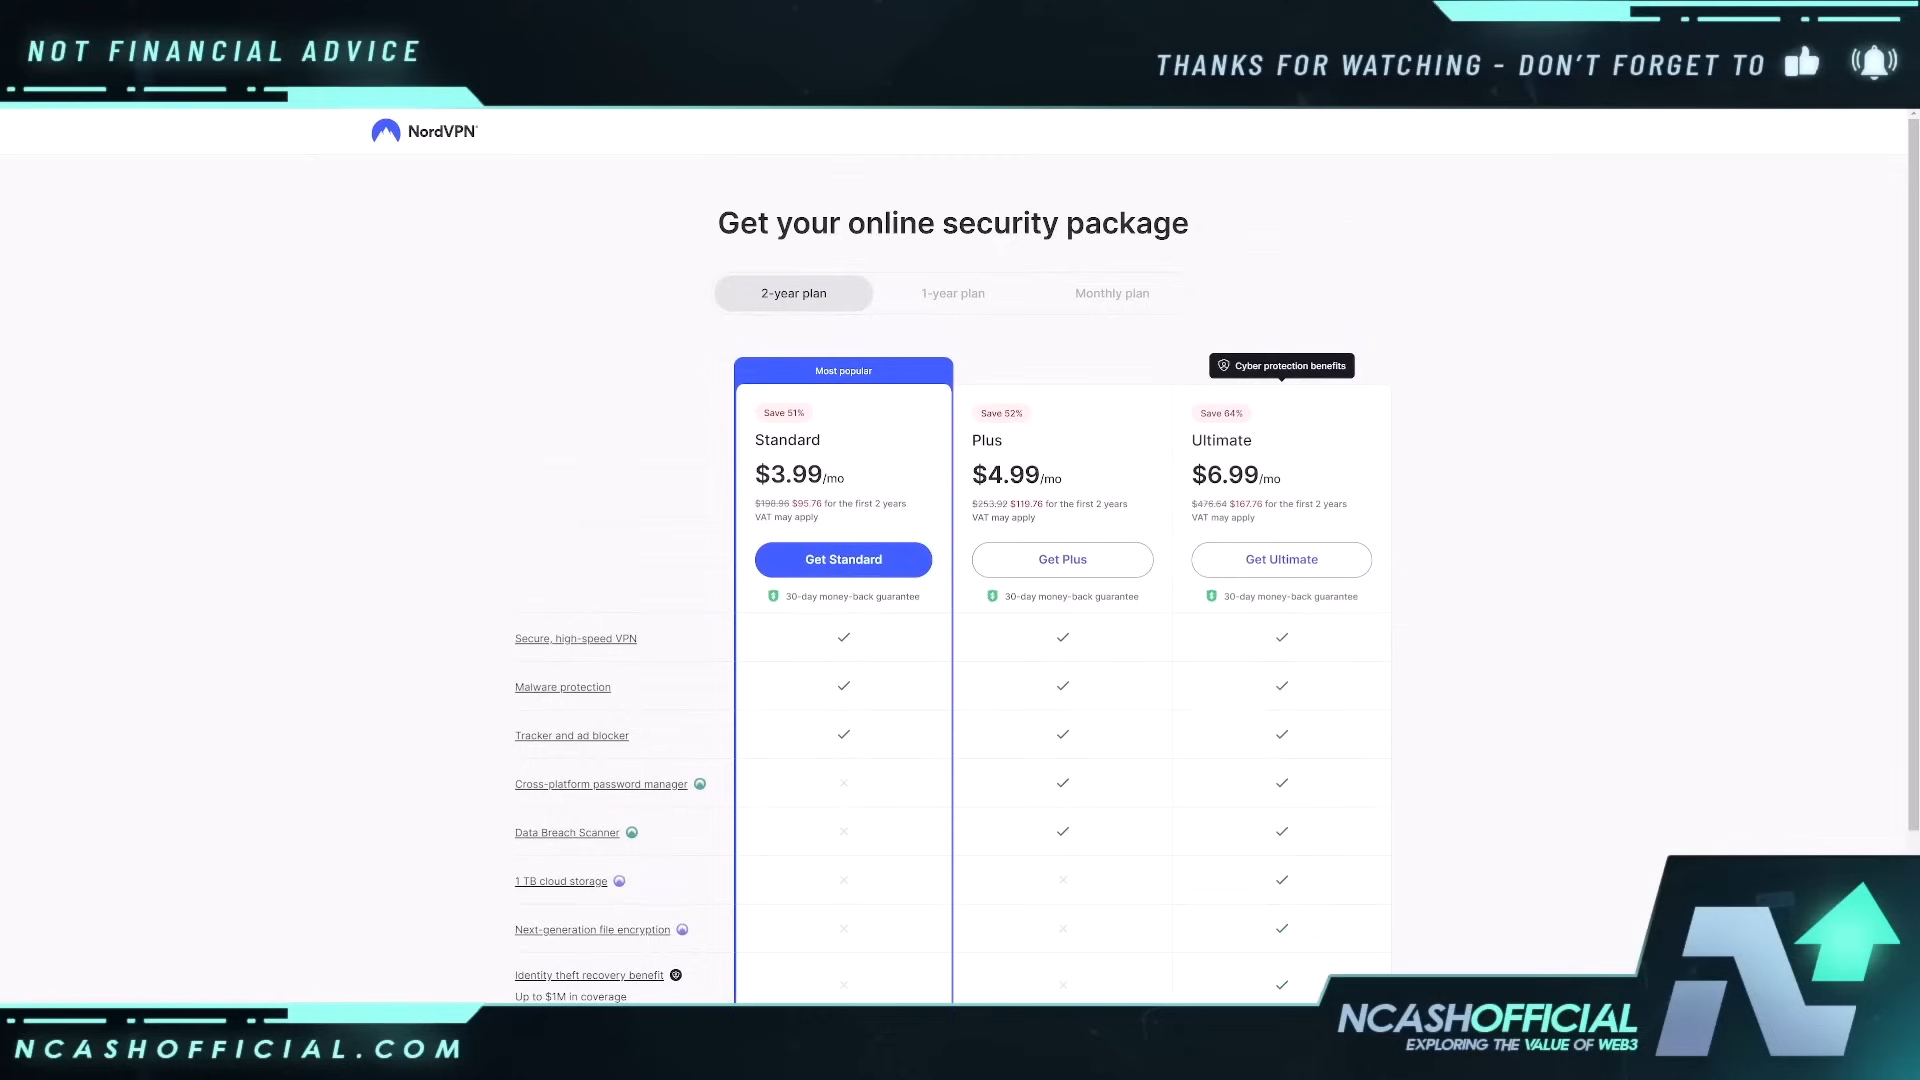 NOT FINANCIAL ADVICE
THANKS FOR WATCHING - DON'T FORGET TO
NordVPN®
Get your online security package
2-year plan
1-year plan
Monthly plan
Most popular
Cyber protection benefits
Save 51%
Standard
$3.99/mo
$198.96 $95.76 for the first 2 years
VAT may apply
Get Standard
30-day money-back guarantee
Save 52%
Plus
$4.99/mo
$253.92 $119.76 for the first 2 years
VAT may apply
Get Plus
30-day money-back guarantee
Save 64%
Ultimate
$6.99/mo
$476.64 $167.76 for the first 2 years
VAT may apply
Get Ultimate
30-day money-back guarantee
Secure, high-speed VPN
Malware protection
Tracker and ad blocker
Cross-platform password manager
Data Breach Scanner
1 TB cloud storage
Next-generation file encryption
Identity theft recovery benefit
Up to $1M in coverage
NCASHOFFICIAL.COM
NCASHOFFICIAL
EXPLORING THE VALUE OF WEB3